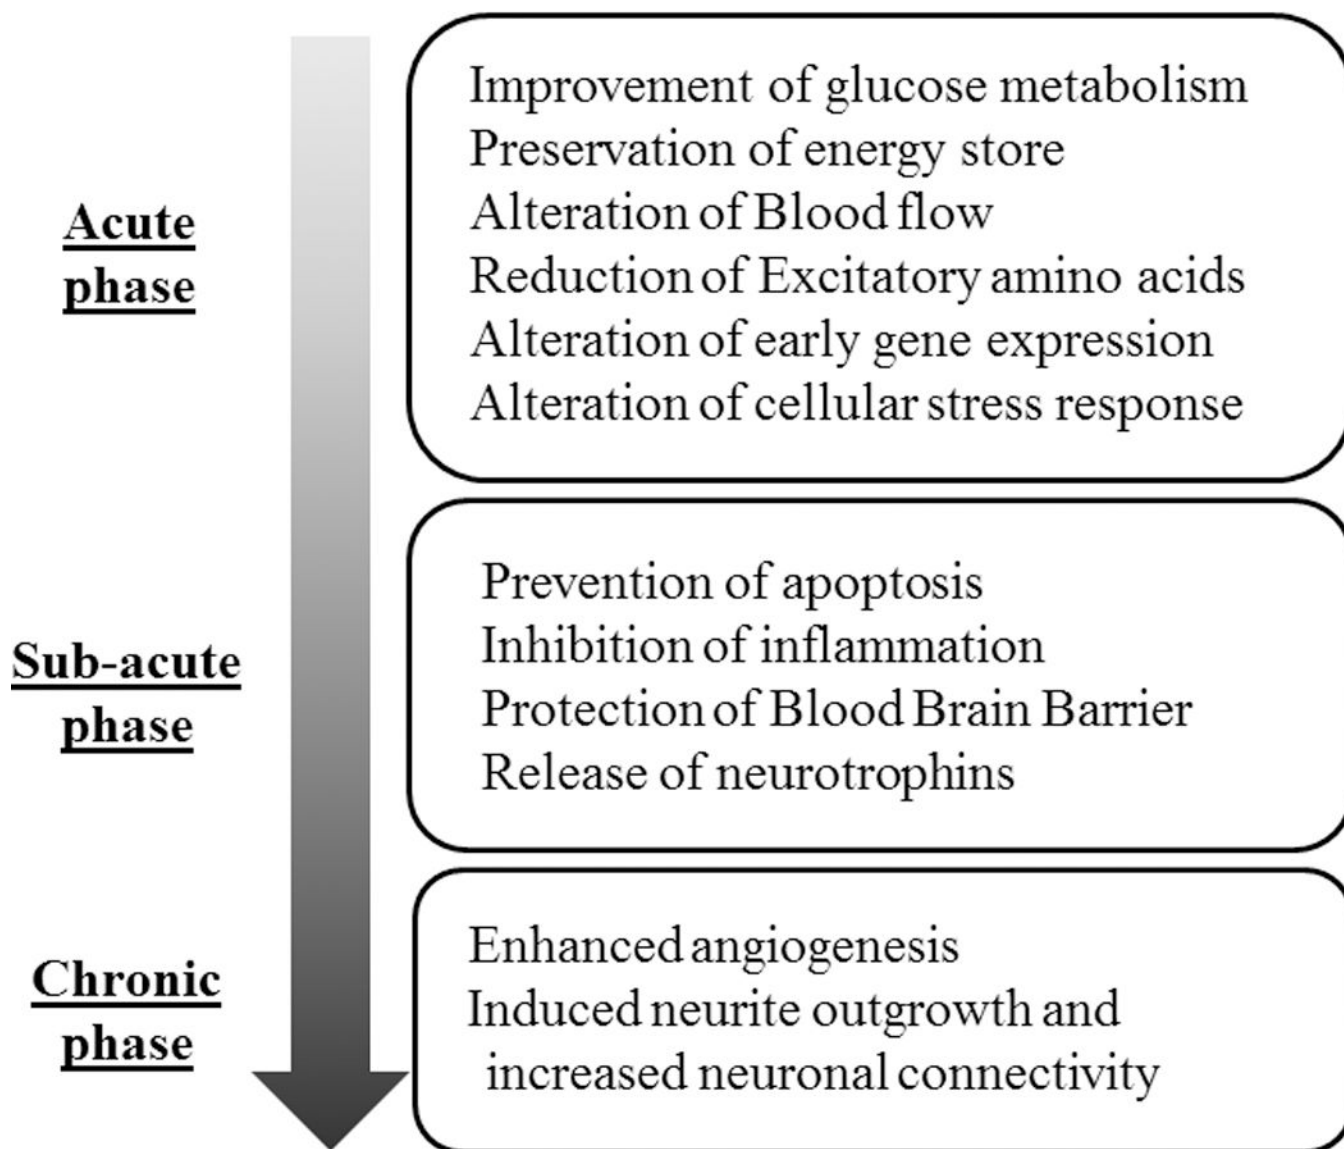 Acute
phase
Improvement of glucose metabolism
Preservation of energy store
Alteration of Blood flow
Reduction of Excitatory amino acids
Alteration of early gene expression
Alteration of cellular stress response
Sub-acute
phase
Prevention of apoptosis
Inhibition of inflammation
Protection of Blood Brain Barrier
Release of neurotrophins
Chronic
phase
Enhanced angiogenesis
Induced neurite outgrowth and
increased neuronal connectivity